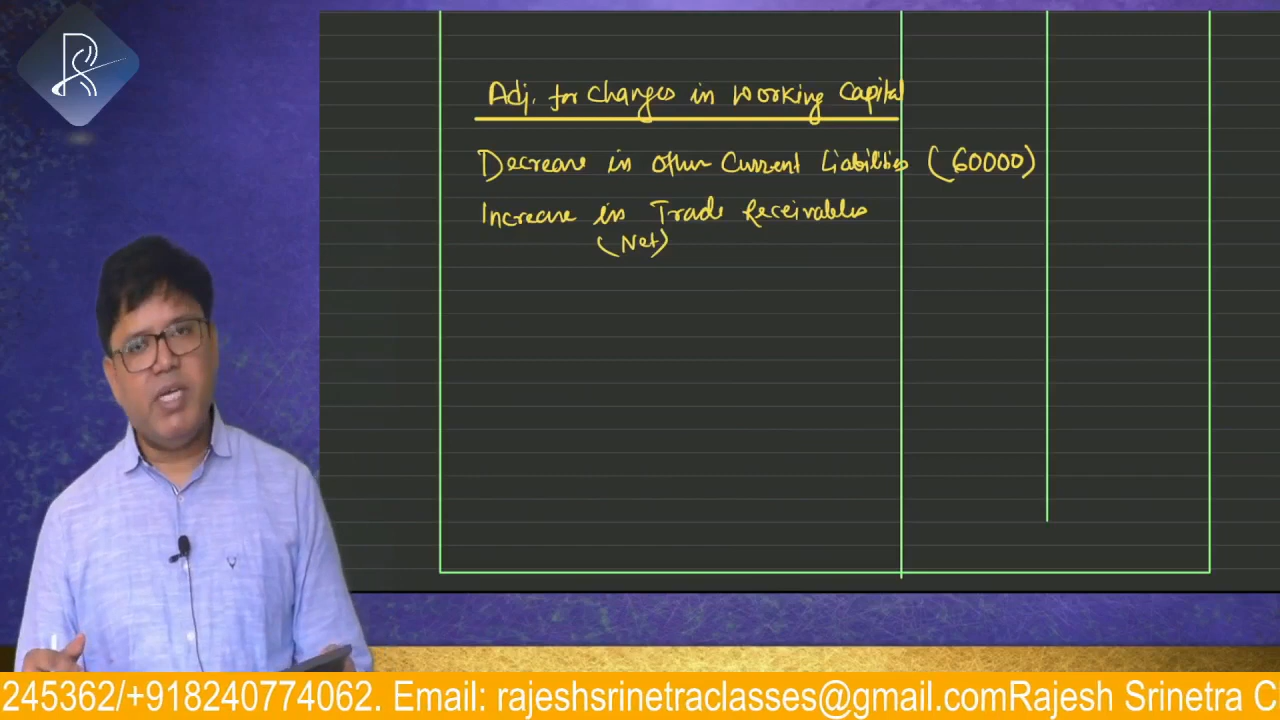 RS
Adj. for changes in working Capital
Decrease in other Current Liabilities (60000)
Increase in Trade Receivables
(Net)
245362/+918240774062. Email: rajeshsrinetraclasses@gmail.comRajesh Srinetra C